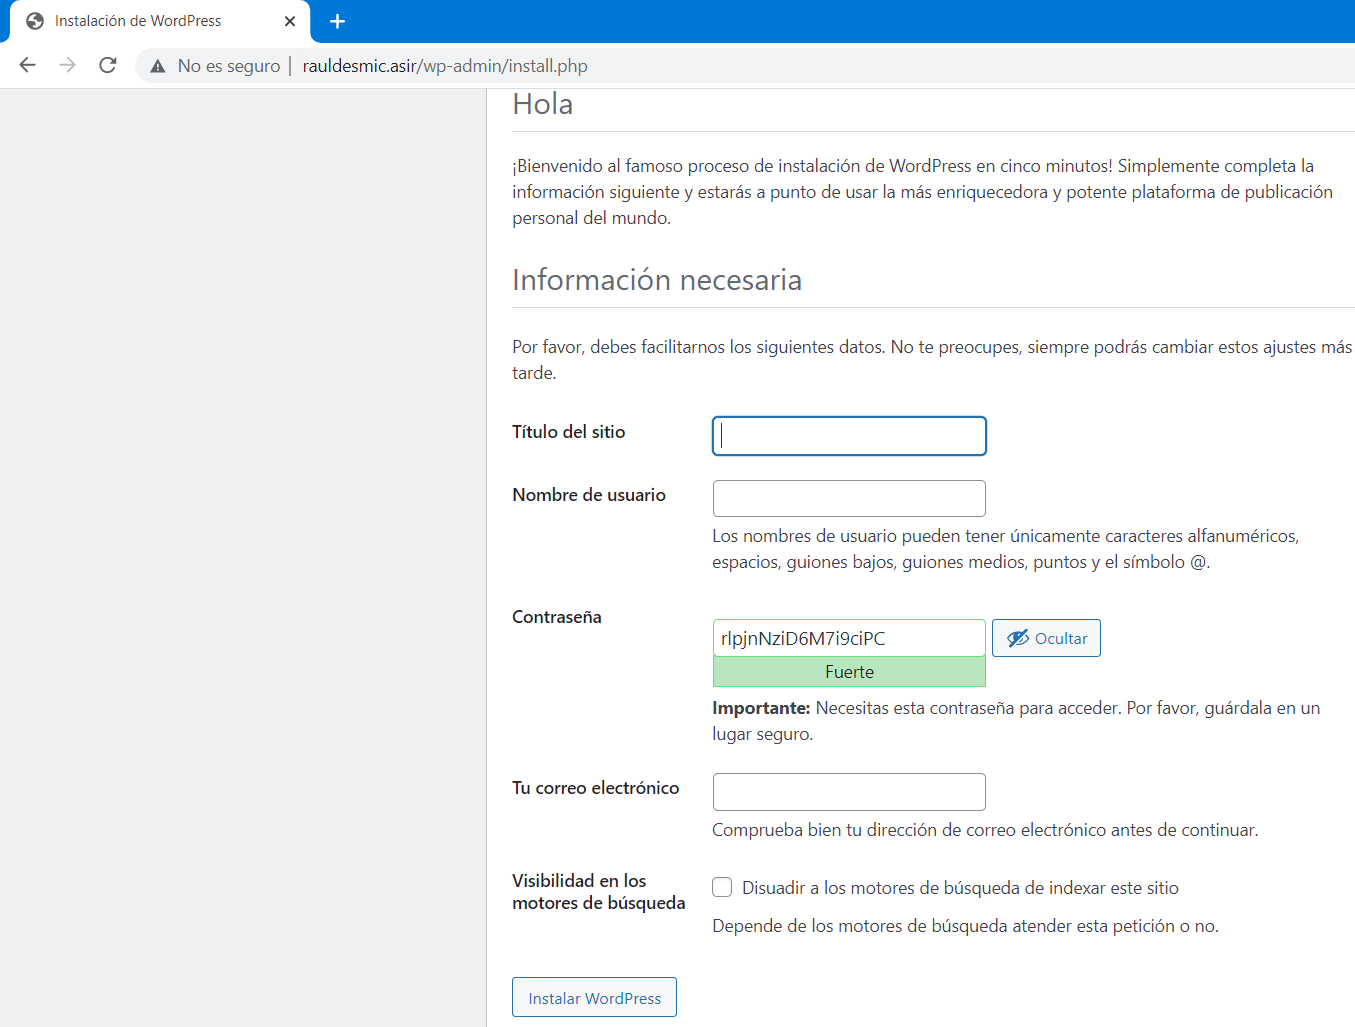 Instalación de WordPress
No es seguro | rauldesmic.asir/wp-admin/install.php
Hola
¡Bienvenido al famoso proceso de instalación de WordPress en cinco minutos! Simplemente completa la
información siguiente y estarás a punto de usar la más enriquecedora y potente plataforma de publicación
personal del mundo.
Información necesaria
Por favor, debes facilitarnos los siguientes datos. No te preocupes, siempre podrás cambiar estos ajustes más
tarde.
Título del sitio
Nombre de usuario
Los nombres de usuario pueden tener únicamente caracteres alfanuméricos,
espacios, guiones bajos, guiones medios, puntos y el símbolo @.
Contraseña
rlpjnNziD6M7i9ciPC
Ocultar
Fuerte
Importante: Necesitas esta contraseña para acceder. Por favor, guárdala en un
lugar seguro.
Tu correo electrónico
Comprueba bien tu dirección de correo electrónico antes de continuar.
Visibilidad en los
motores de búsqueda
Disuadir a los motores de búsqueda de indexar este sitio
Depende de los motores de búsqueda atender esta petición o no.
Instalar WordPress